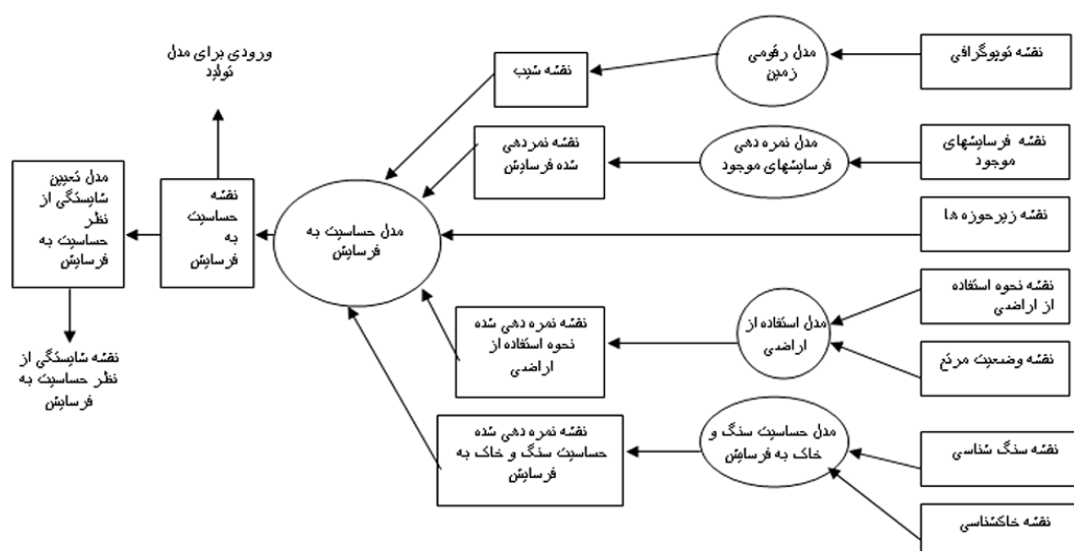 نقشه توپوگرافی
مدل رقومی
زمین
نقشه شیب
ورودی برای مدل
تولید
نقشه فرسایشهای
موجود
مدل نمره دهی
فرسایشهای موجود
نقشه نمردهی
شده فرسایش
نقشه زیرحوزه ها
مدل حساسیت به
فرسایش
نقشه
حساسیت
به
فرسایش
مدل تعیین
شایستگی از
نظر
حساسیت به
فرسایش
نقشه نحوه استفاده
از اراضی
نقشه وضعیت مرتع
مدل استفاده از
اراضی
نقشه نمره دهی شده
نحوه استفاده از
اراضی
نقشه شایستگی از
نظر حساسیت به
فرسایش
نقشه سنگ شناسی
نقشه خاکشناسی
مدل حساسیت سنگ و
خاک به فرسایش
نقشه نمره دهی شده
حساسیت سنگ و خاک به
فرسایش